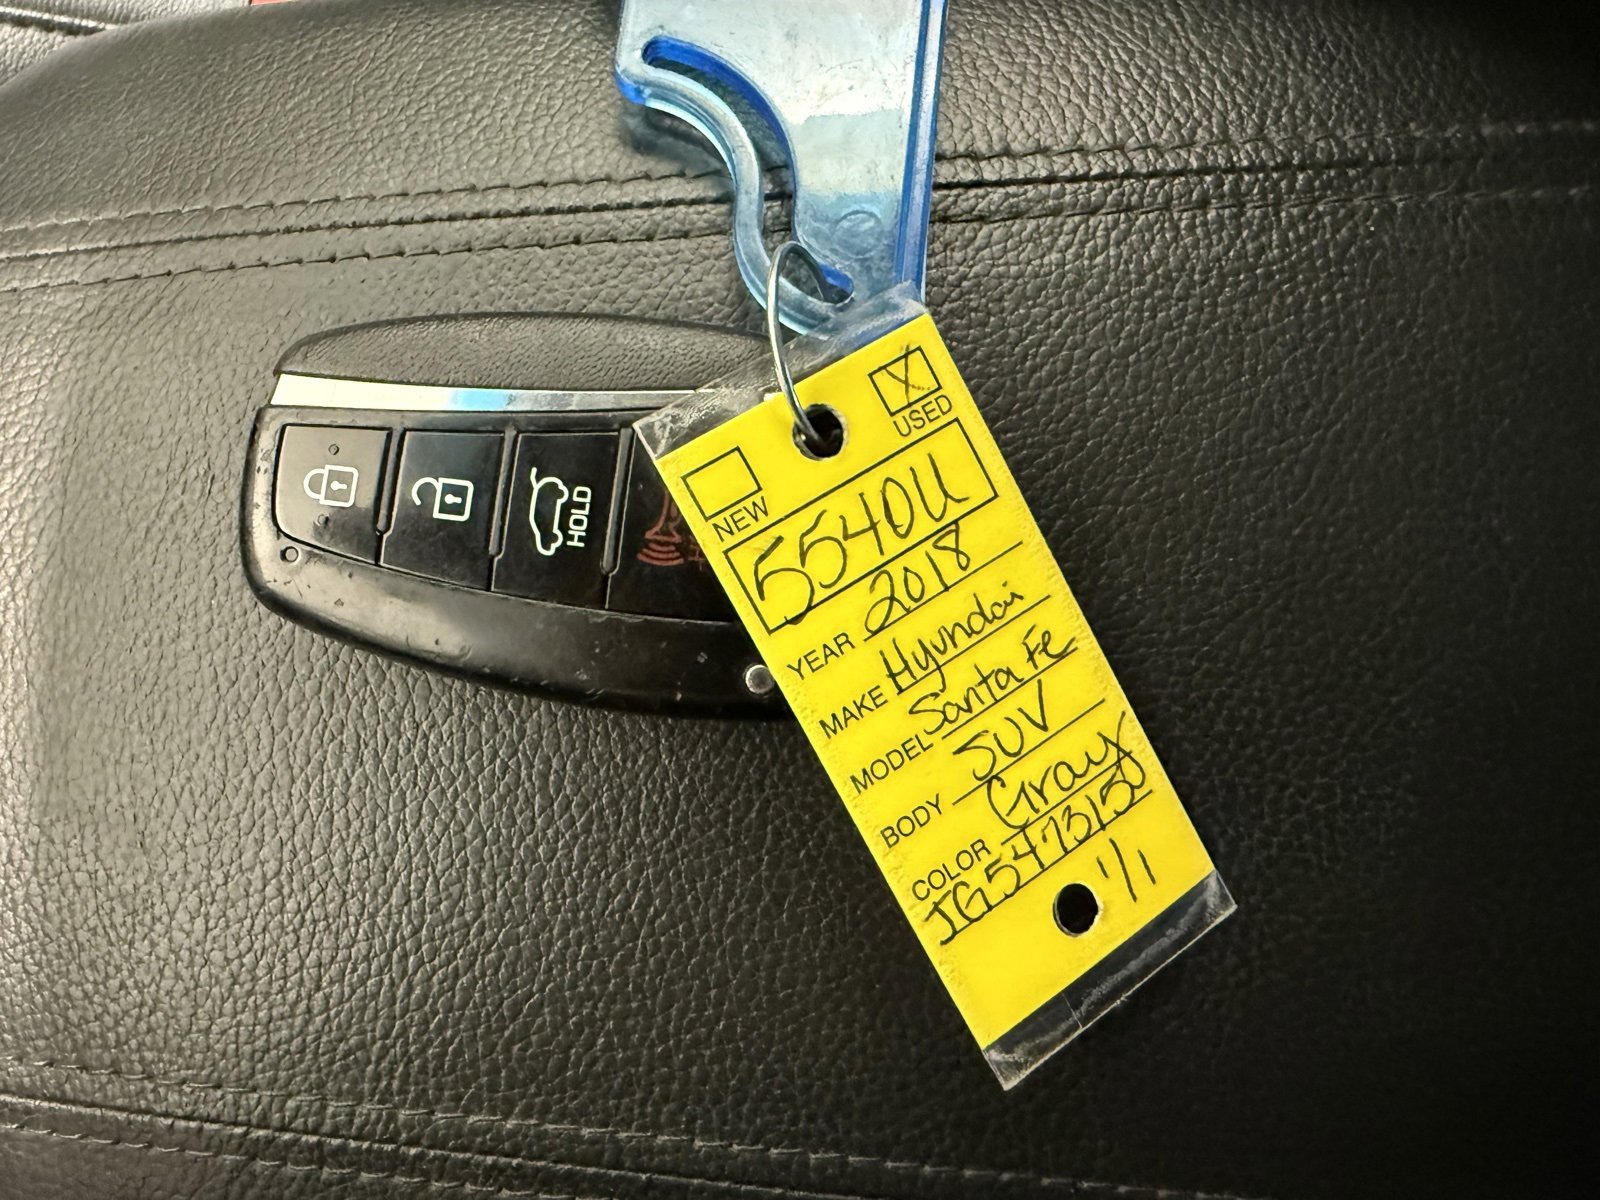 HOLD
NEW
X USED
5540U
YEAR 2018
MAKE Hyundai
MODEL Santa Fe
BODY SUV
COLOR Gray
JG547315
1/1